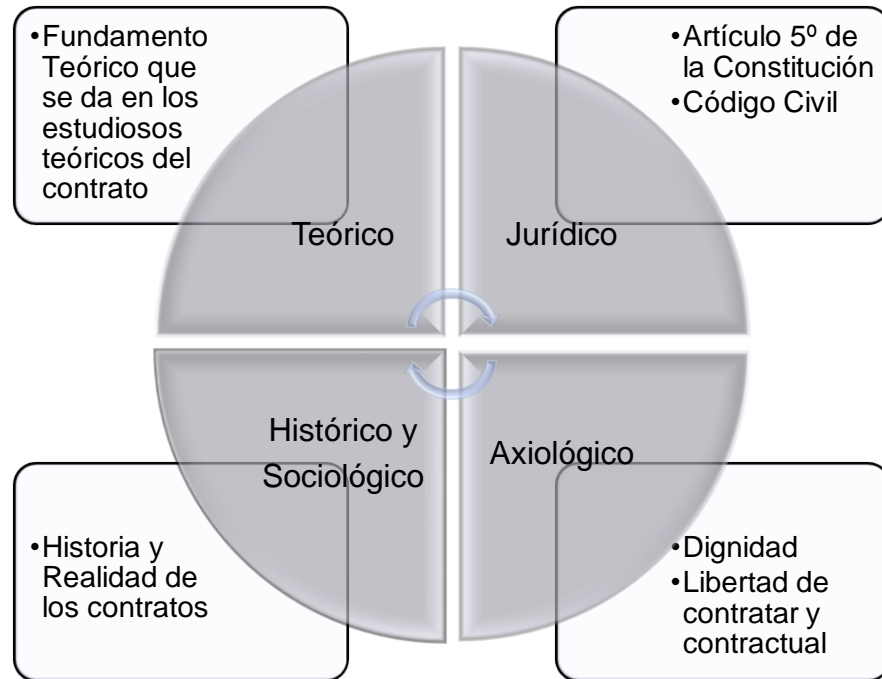 •Fundamento
Teórico que
se da en los
estudiosos
teóricos del
contrato
•Artículo 5º de
la Constitución
•Código Civil
Teórico
Jurídico
Histórico y
Sociológico
Axiológico
•Historia y
Realidad de
los contratos
•Dignidad
•Libertad de
contratar y
contractual